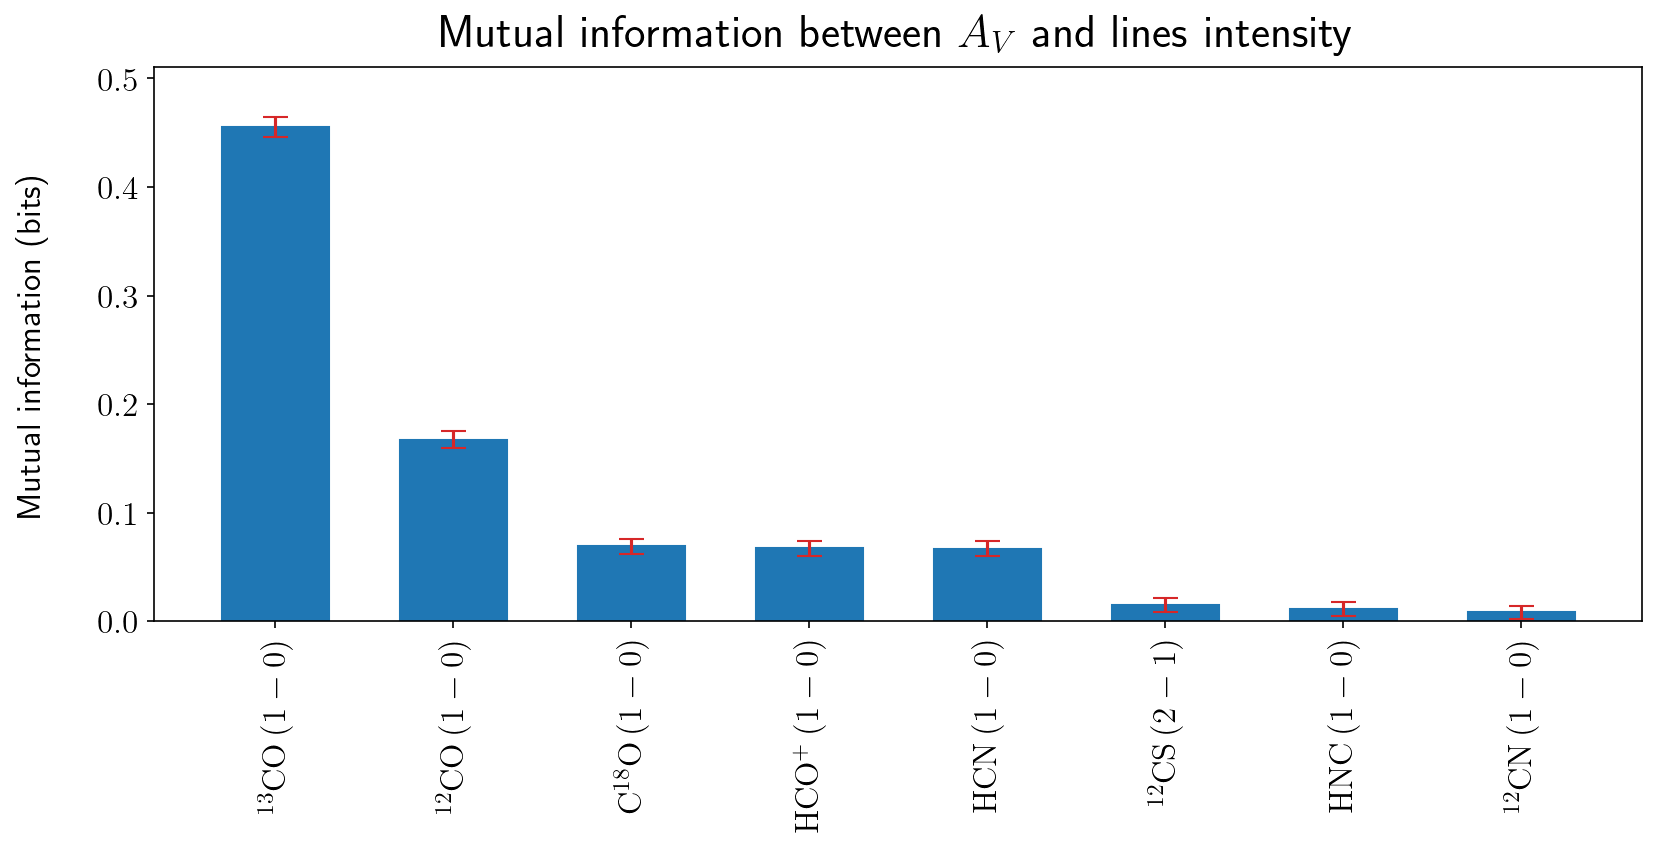 Mutual information between $A_V$ and lines intensity
Mutual information (bits)
0.5
0.4
0.3
0.2
0.1
0.0
¹³CO (1 − 0)
¹²CO (1 − 0)
C¹⁸O (1 − 0)
HCO⁺ (1 − 0)
HCN (1 − 0)
¹²CS (2 − 1)
HNC (1 − 0)
¹²CN (1 − 0)